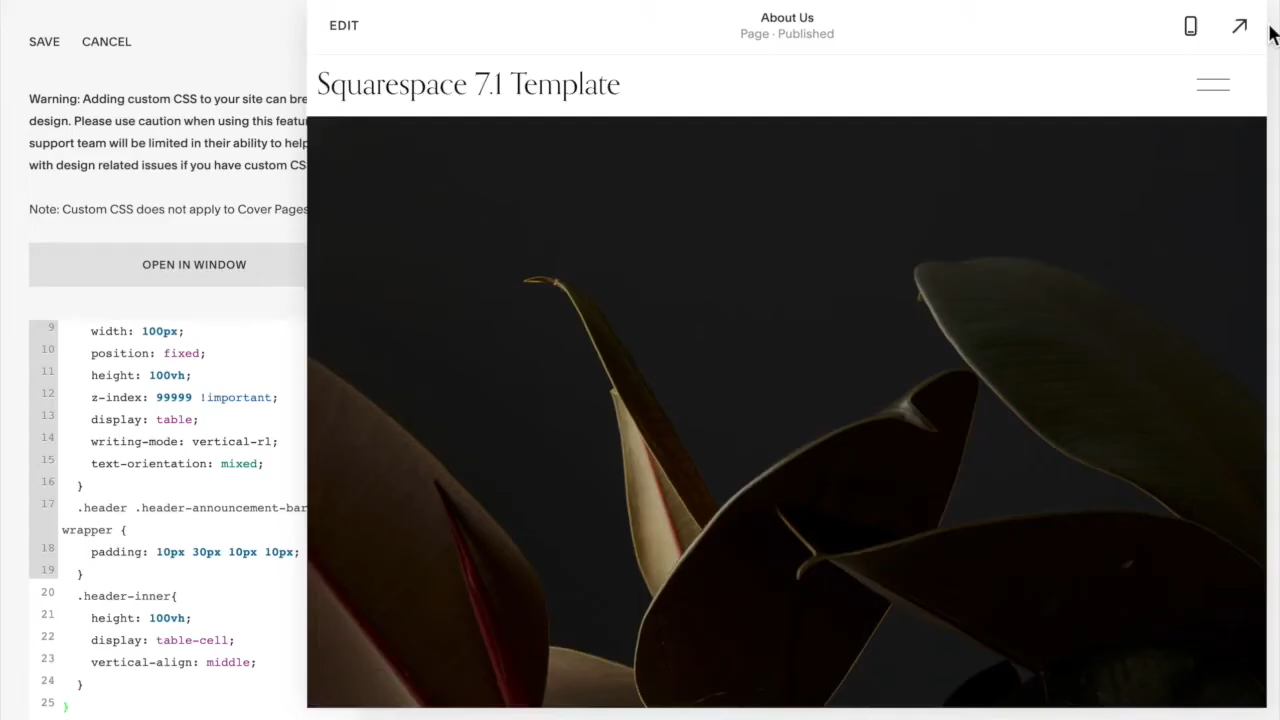 SAVE CANCEL
Warning: Adding custom CSS to your site can bre
design. Please use caution when using this featu
support team will be limited in their ability to help
with design related issues if you have custom CS
Note: Custom CSS does not apply to Cover Pages
OPEN IN WINDOW
9 width: 100px;
10 position: fixed;
11 height: 100vh;
12 z-index: 99999 !important;
13 display: table;
14 writing-mode: vertical-rl;
15 text-orientation: mixed;
16 }
17 .header .header-announcement-bar
wrapper {
18 padding: 10px 30px 10px 10px;
19 }
20 .header-inner{
21 height: 100vh;
22 display: table-cell;
23 vertical-align: middle;
24 }
25 }
EDIT
About Us
Page · Published
Squarespace 7.1 Template